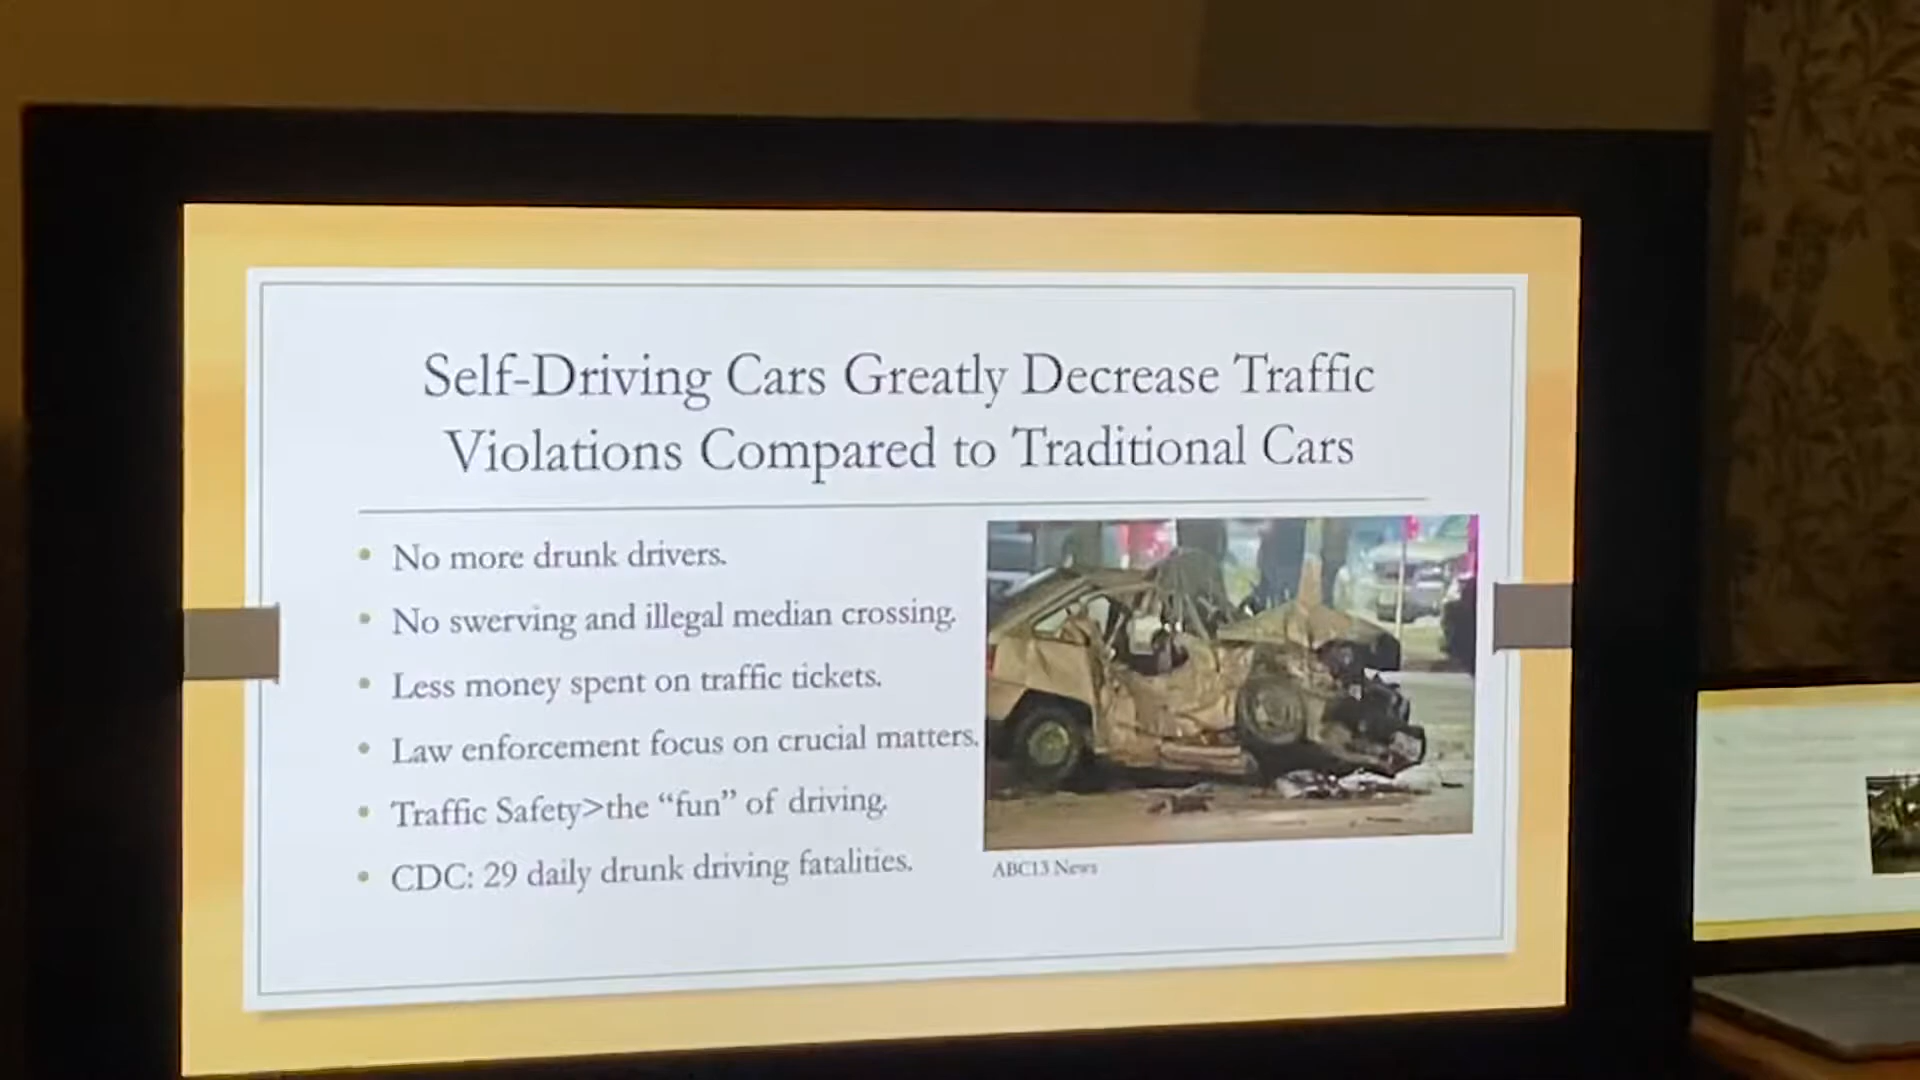 Self-Driving Cars Greatly Decrease Traffic
Violations Compared to Traditional Cars
No more drunk drivers.
No swerving and illegal median crossing.
Less money spent on traffic tickets.
Law enforcement focus on crucial matters.
Traffic Safety>the “fun” of driving.
CDC: 29 daily drunk driving fatalities.
ABC13 News